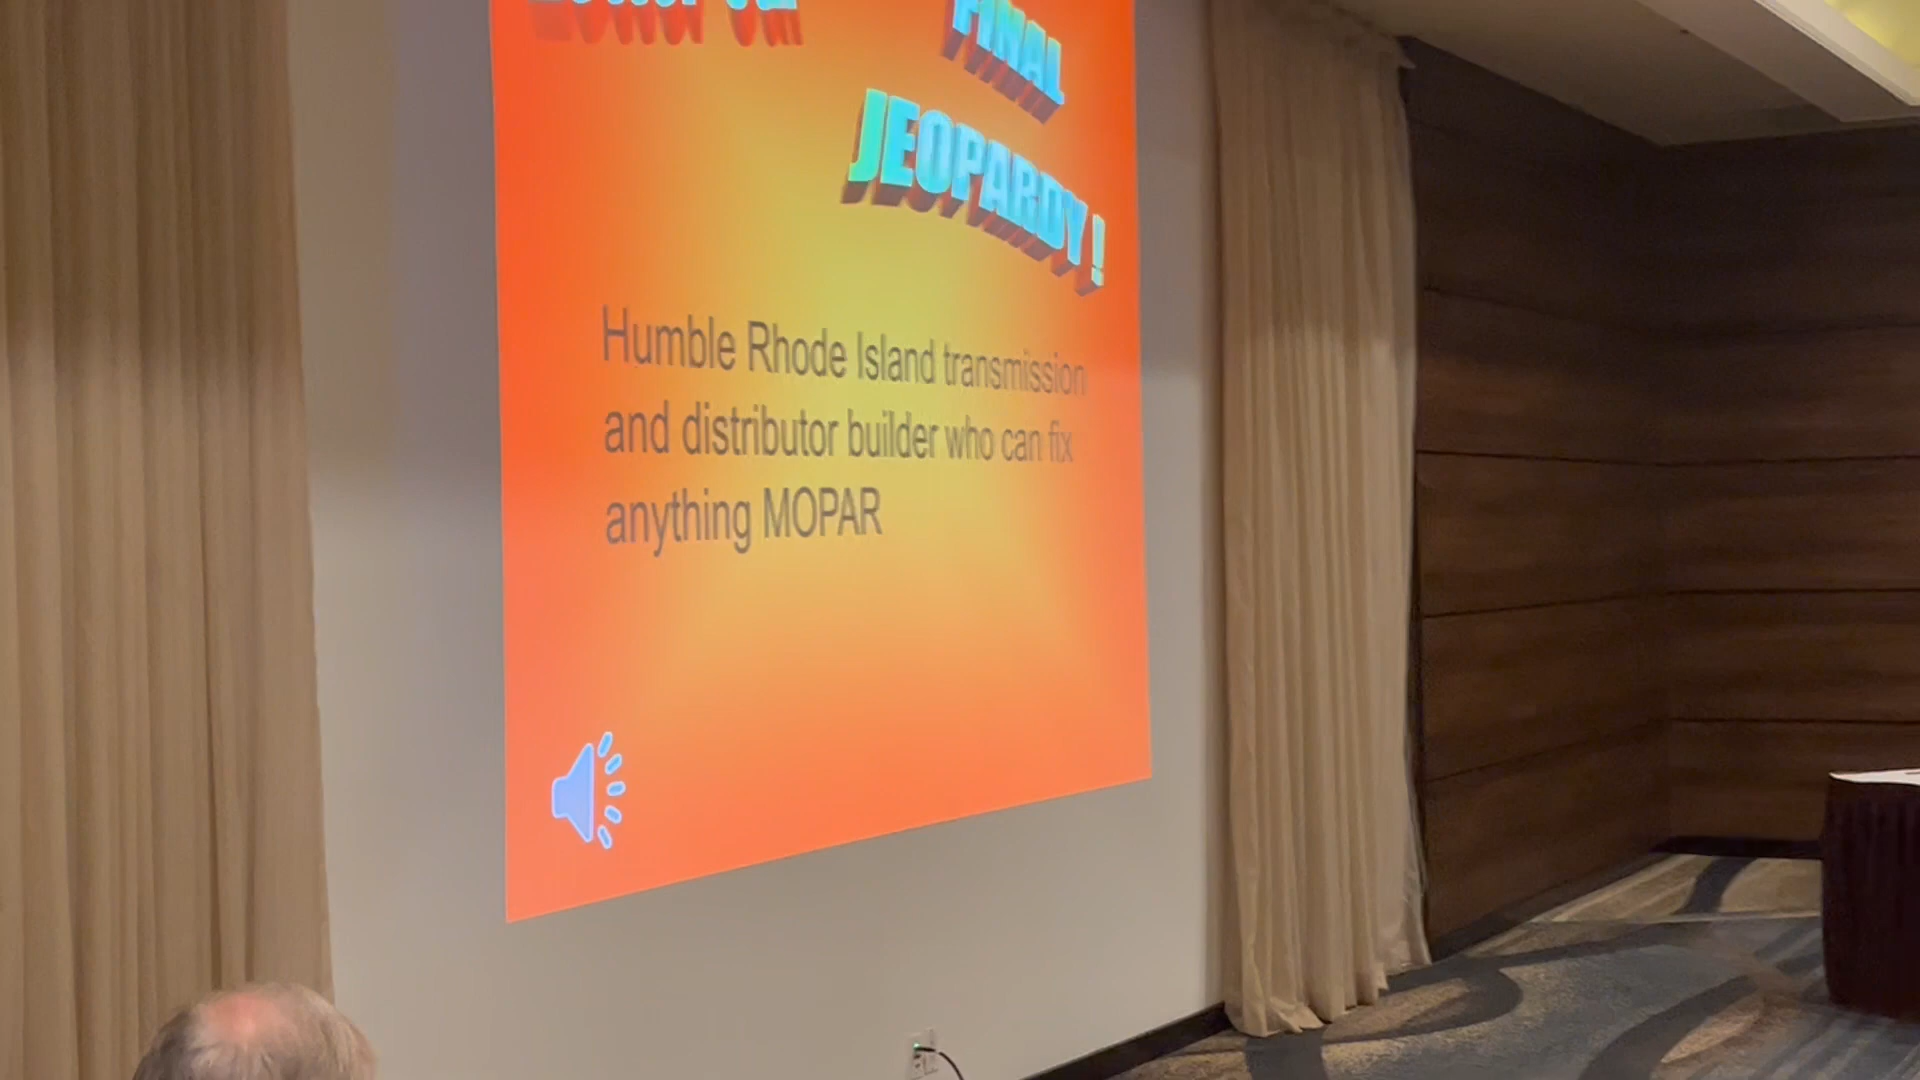 FINAL
JEOPARDY!
Humble Rhode Island transmission
and distributor builder who can fix
anything MOPAR